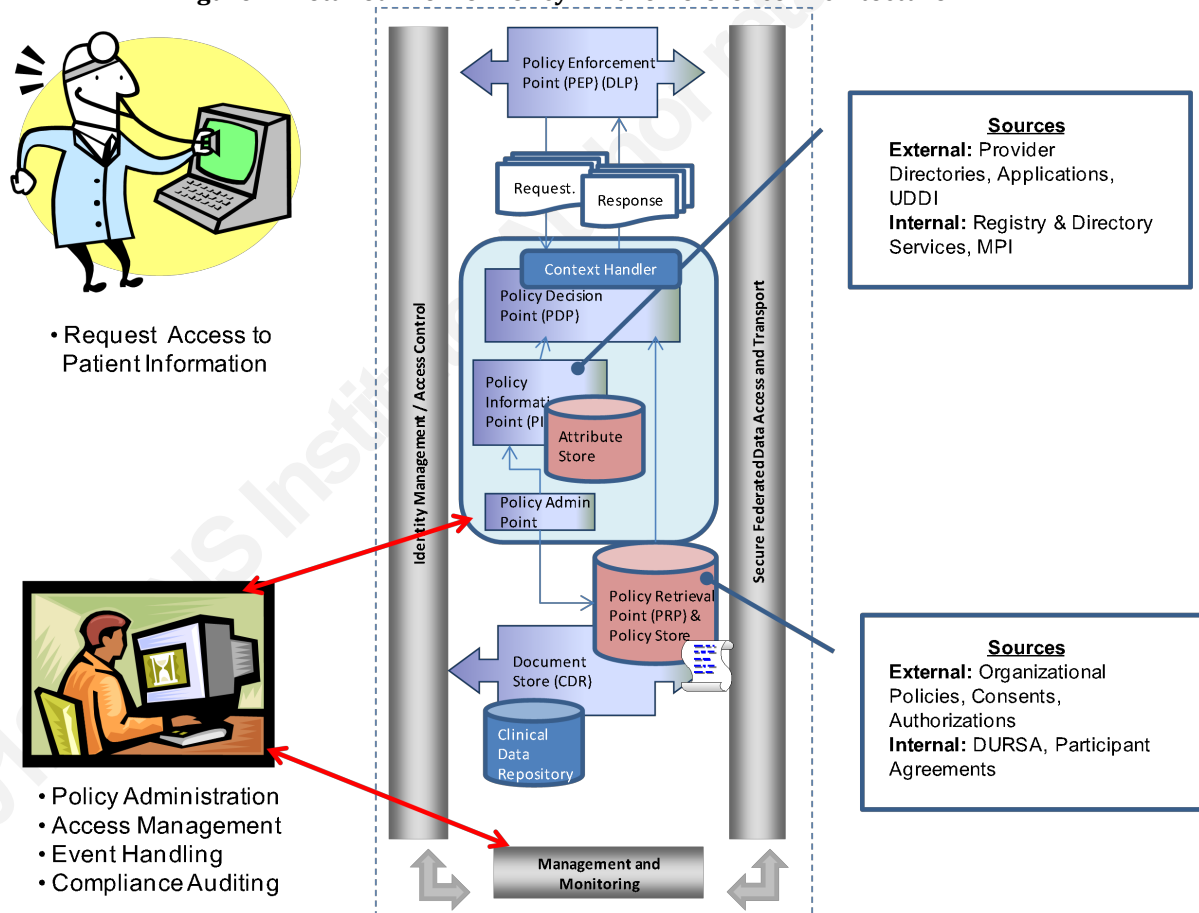 Policy Enforcement
Point (PEP) (DLP)
Request.
Response
Context Handler
Policy Decision
Point (PDP)
Policy
Point (
Attribute
Store
Policy Admin
Point
Policy Retrieval
Point (PRP) &
Policy Store
Document
Store (CDR)
Clinical
Data
Repository
Identity Management / Access Control
Secure Federated Data Access and Transport
Management and
Monitoring
• Request Access to
Patient Information
• Policy Administration
• Access Management
• Event Handling
• Compliance Auditing
Sources
External: Provider
Directories, Applications,
UDDI
Internal: Registry & Directory
Services, MPI
Sources
External: Organizational
Policies, Consents,
Authorizations
Internal: DURSA, Participant
Agreements